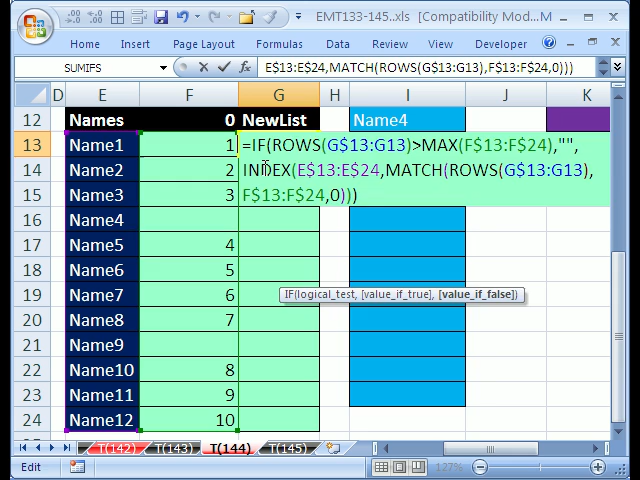 EMT133-145..xls [Compatibility Mod... M
Home Insert Page Layout Formulas Data Review View Developer
SUMIFS fx E$13:E$24,MATCH(ROWS(G$13:G13),F$13:F$24,0)))
D E F G H I J K
12 Names 0 NewList Name4
13 Name1 1 =IF(ROWS(G$13:G13)>MAX(F$13:F$24),"",
14 Name2 2 INDEX(E$13:E$24,MATCH(ROWS(G$13:G13),
15 Name3 3 F$13:F$24,0)))
16 Name4
17 Name5 4
18 Name6 5
19 Name7 6 IF(logical_test, [value_if_true], [value_if_false])
20 Name8 7
21 Name9
22 Name10 8
23 Name11 9
24 Name12 10
T(142) T(143) T(144) T(145)
Edit 127%